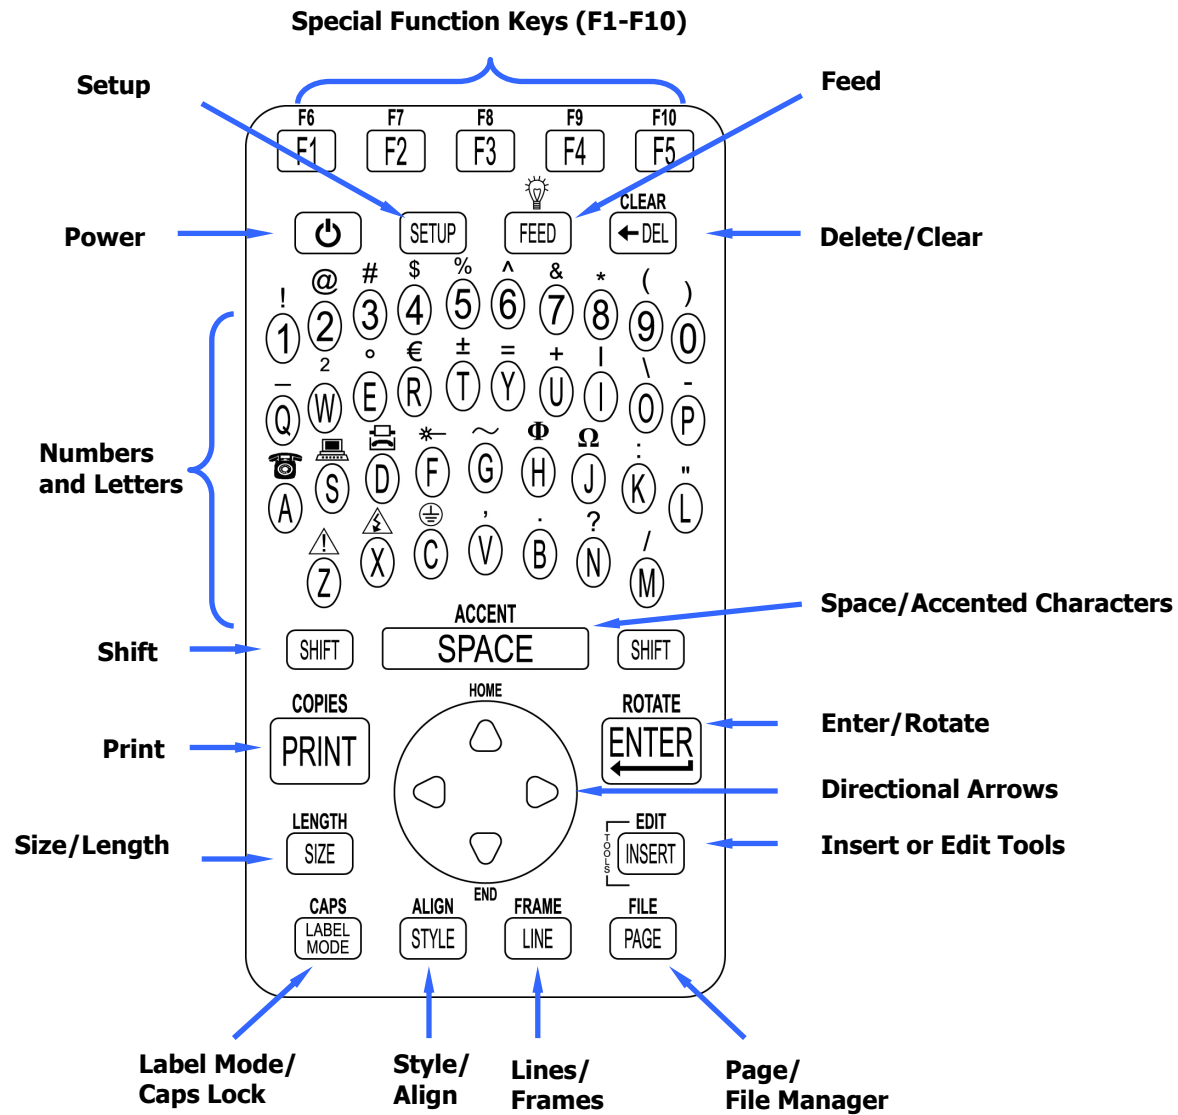 Special Function Keys (F1-F10)
Setup
Feed
F6 F7 F8 F9 F10
F1 F2 F3 F4 F5
CLEAR
Power
SETUP FEED ← DEL
Delete/Clear
! @ # $ % ^ & * ( )
1 2 3 4 5 6 7 8 9 0
_ 2 ° € ± = + | \ -
Q W E R T Y U I O P
Numbers
and Letters
~ Φ Ω : "
A S D F G H J K L
, . ? /
Z X C V B N M
ACCENT
Space/Accented Characters
Shift
SHIFT SPACE SHIFT
HOME
COPIES ROTATE
Print
PRINT ENTER
Enter/Rotate
Directional Arrows
LENGTH EDIT
Size/Length
SIZE TOOLS INSERT
Insert or Edit Tools
END
CAPS ALIGN FRAME FILE
LABEL
MODE STYLE LINE PAGE
Label Mode/
Caps Lock
Style/
Align
Lines/
Frames
Page/
File Manager